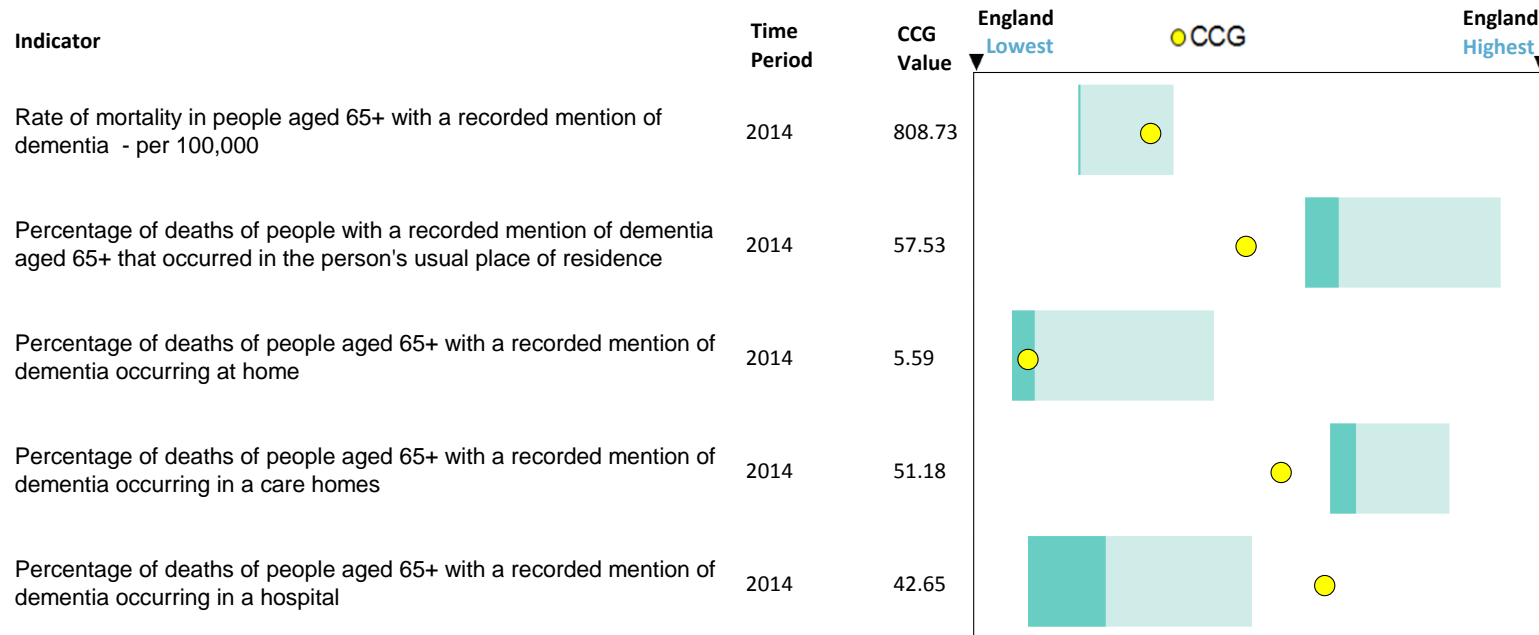 Indicator
Time
Period
CCG
Value
England
Lowest
CCG
England
Highest
Rate of mortality in people aged 65+ with a recorded mention of
dementia - per 100,000
2014
808.73
Percentage of deaths of people with a recorded mention of dementia
aged 65+ that occurred in the person's usual place of residence
2014
57.53
Percentage of deaths of people aged 65+ with a recorded mention of
dementia occurring at home
2014
5.59
Percentage of deaths of people aged 65+ with a recorded mention of
dementia occurring in a care homes
2014
51.18
Percentage of deaths of people aged 65+ with a recorded mention of
dementia occurring in a hospital
2014
42.65